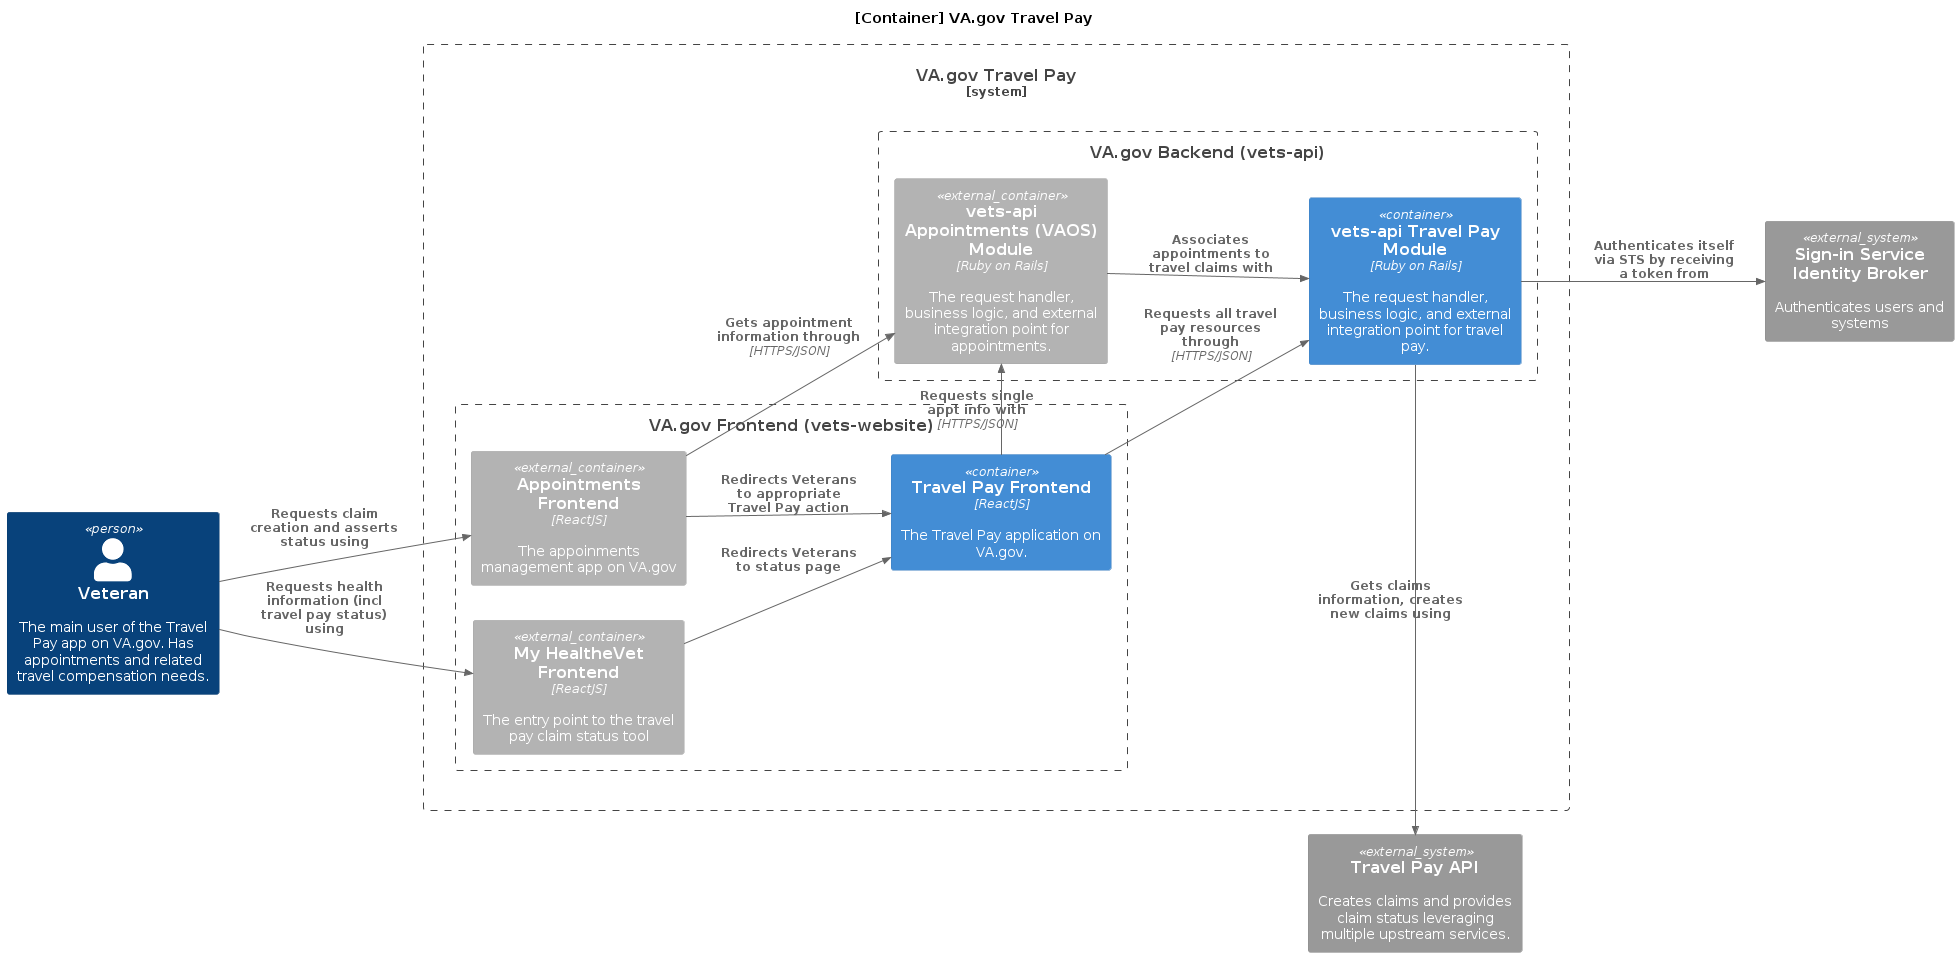 [Container] VA.gov Travel Pay
VA.gov Travel Pay
[system]
VA.gov Backend (vets-api)
«external_container»
vets-api
Appointments (VAOS)
Module
[Ruby on Rails]
The request handler,
business logic, and external
integration point for
appointments.
Associates
appointments to
travel claims with
«container»
vets-api Travel Pay
Module
[Ruby on Rails]
The request handler,
business logic, and external
integration point for travel
pay.
Authenticates itself
via STS by receiving
a token from
«external_system»
Sign-in Service
Identity Broker
Authenticates users and
systems
Gets appointment
information through
[HTTPS/JSON]
Requests all travel
pay resources
through
[HTTPS/JSON]
Requests single
appt info with
[HTTPS/JSON]
VA.gov Frontend (vets-website)
«external_container»
Appointments
Frontend
[ReactJS]
The appoinments
management app on VA.gov
Redirects Veterans
to appropriate
Travel Pay action
«container»
Travel Pay Frontend
[ReactJS]
The Travel Pay application on
VA.gov.
Redirects Veterans
to status page
«person»
Veteran
The main user of the Travel
Pay app on VA.gov. Has
appointments and related
travel compensation needs.
Requests claim
creation and asserts
status using
Requests health
information (incl
travel pay status)
using
«external_container»
My HealtheVet
Frontend
[ReactJS]
The entry point to the travel
pay claim status tool
Gets claims
information, creates
new claims using
«external_system»
Travel Pay API
Creates claims and provides
claim status leveraging
multiple upstream services.